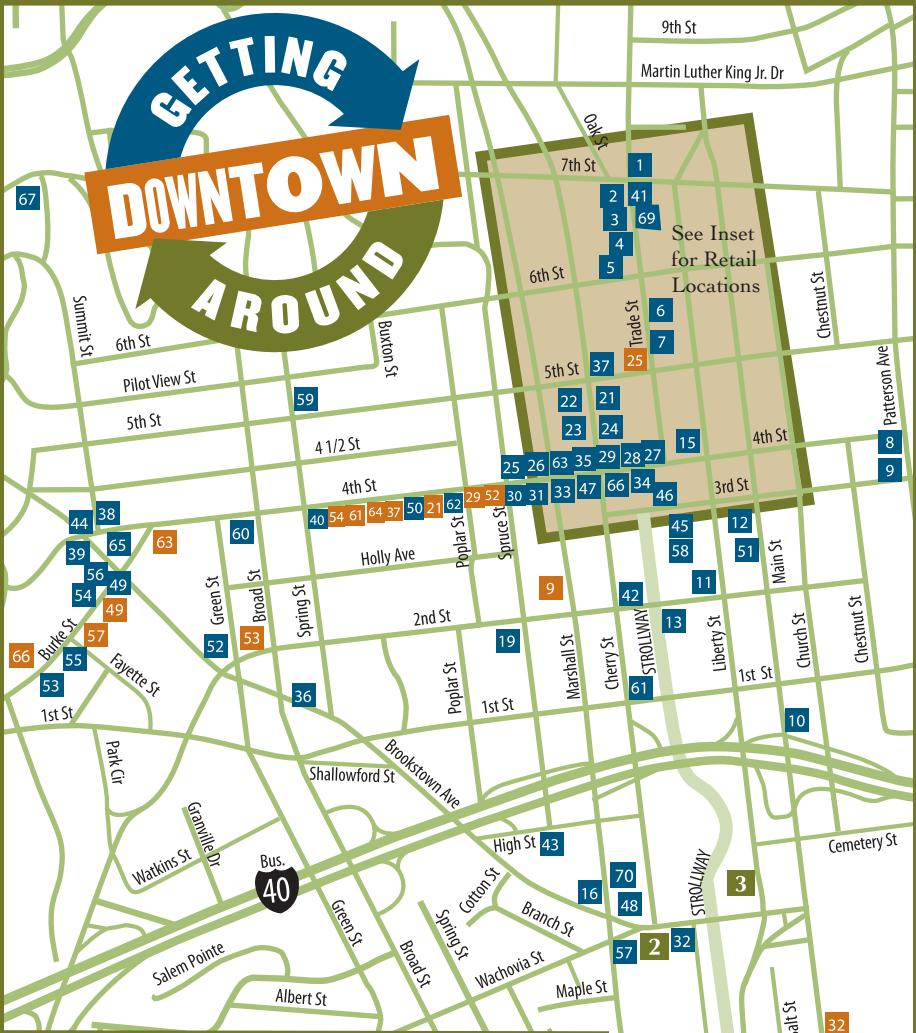 9th St
Martin Luther King Jr. Dr
GETTING
DOWNTOWN
AROUND
Oak St
7th St
1
67
2
41
3
69
4
5
See Inset
for Retail
Locations
6th St
Chestnut St
Summit St
6th St
Buxton St
Trade St
6
7
25
37
5th St
Pilot View St
Patterson Ave
59
22
21
5th St
23
24
15
4th St
8
4 1/2 St
25
26
63
35
29
28
27
9
4th St
3rd St
40
54
61
64
37
50
21
62
29
52
30
31
33
47
66
34
46
44
38
60
Poplar St
Spruce St
45
12
39
65
63
58
51
Main St
Holly Ave
56
54
49
49
Green St
Broad St
Spring St
9
42
11
2nd St
13
66
Burke St
57
55
53
52
53
19
STROLLWAY
Liberty St
Church St
Chestnut St
Fayette St
Marshall St
Cherry St
Poplar St
36
61
1st St
1st St
1st St
10
Park Cir
Brookstown Ave
Shallowford St
Granville Dr
High St
43
Cemetery St
Watkins St
Bus.
40
70
16
48
STROLLWAY
3
Cotton St
Branch St
Green St
Spring St
Broad St
57
2
32
Salem Pointe
Wachovia St
Albert St
Maple St
alt St
32